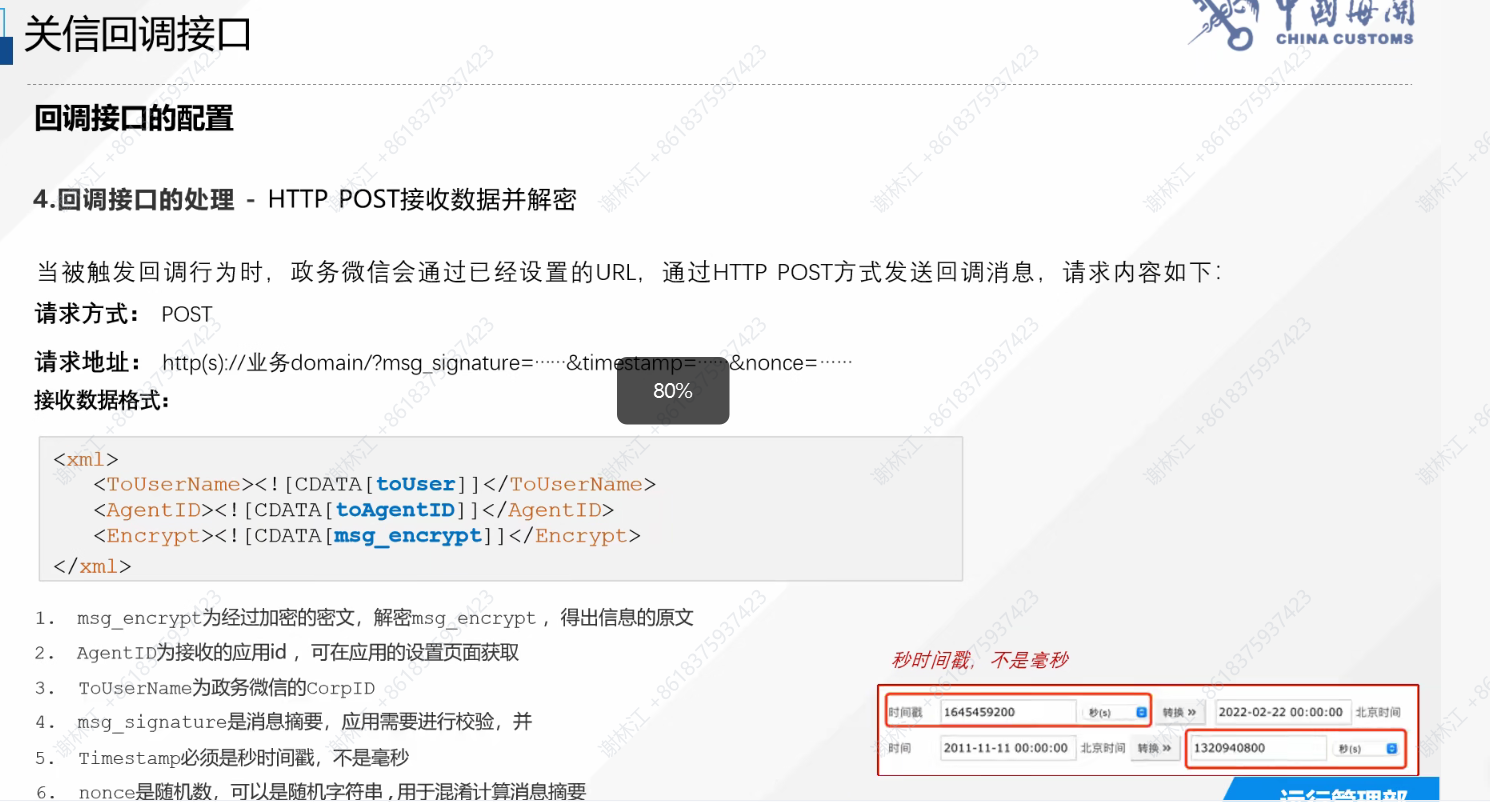 关信回调接口
中国海关
CHINA CUSTOMS
回调接口的配置
4.回调接口的处理 - HTTP POST接收数据并解密
当被触发回调行为时，政务微信会通过已经设置的URL，通过HTTP POST方式发送回调消息，请求内容如下：
请求方式： POST
请求地址： http(s)://业务domain/?msg_signature=……&timestamp=……&nonce=……
80%
接收数据格式：
<xml>
<ToUserName><![CDATA[toUser]]</ToUserName>
<AgentID><![CDATA[toAgentID]]</AgentID>
<Encrypt><![CDATA[msg_encrypt]]</Encrypt>
</xml>
1. msg_encrypt为经过加密的密文，解密msg_encrypt ，得出信息的原文
2. AgentID为接收的应用id ，可在应用的设置页面获取
3. ToUserName为政务微信的CorpID
4. msg_signature是消息摘要，应用需要进行校验，并
5. Timestamp必须是秒时间戳，不是毫秒
6. nonce是随机数，可以是随机字符串 , 用于混淆计算消息摘要
秒时间戳，不是毫秒
时间戳 1645459200 秒(s) 转换 » 2022-02-22 00:00:00 北京时间
时间 2011-11-11 00:00:00 北京时间 转换 » 1320940800 秒(s)
运行管理部
谢林江 +8618375937423